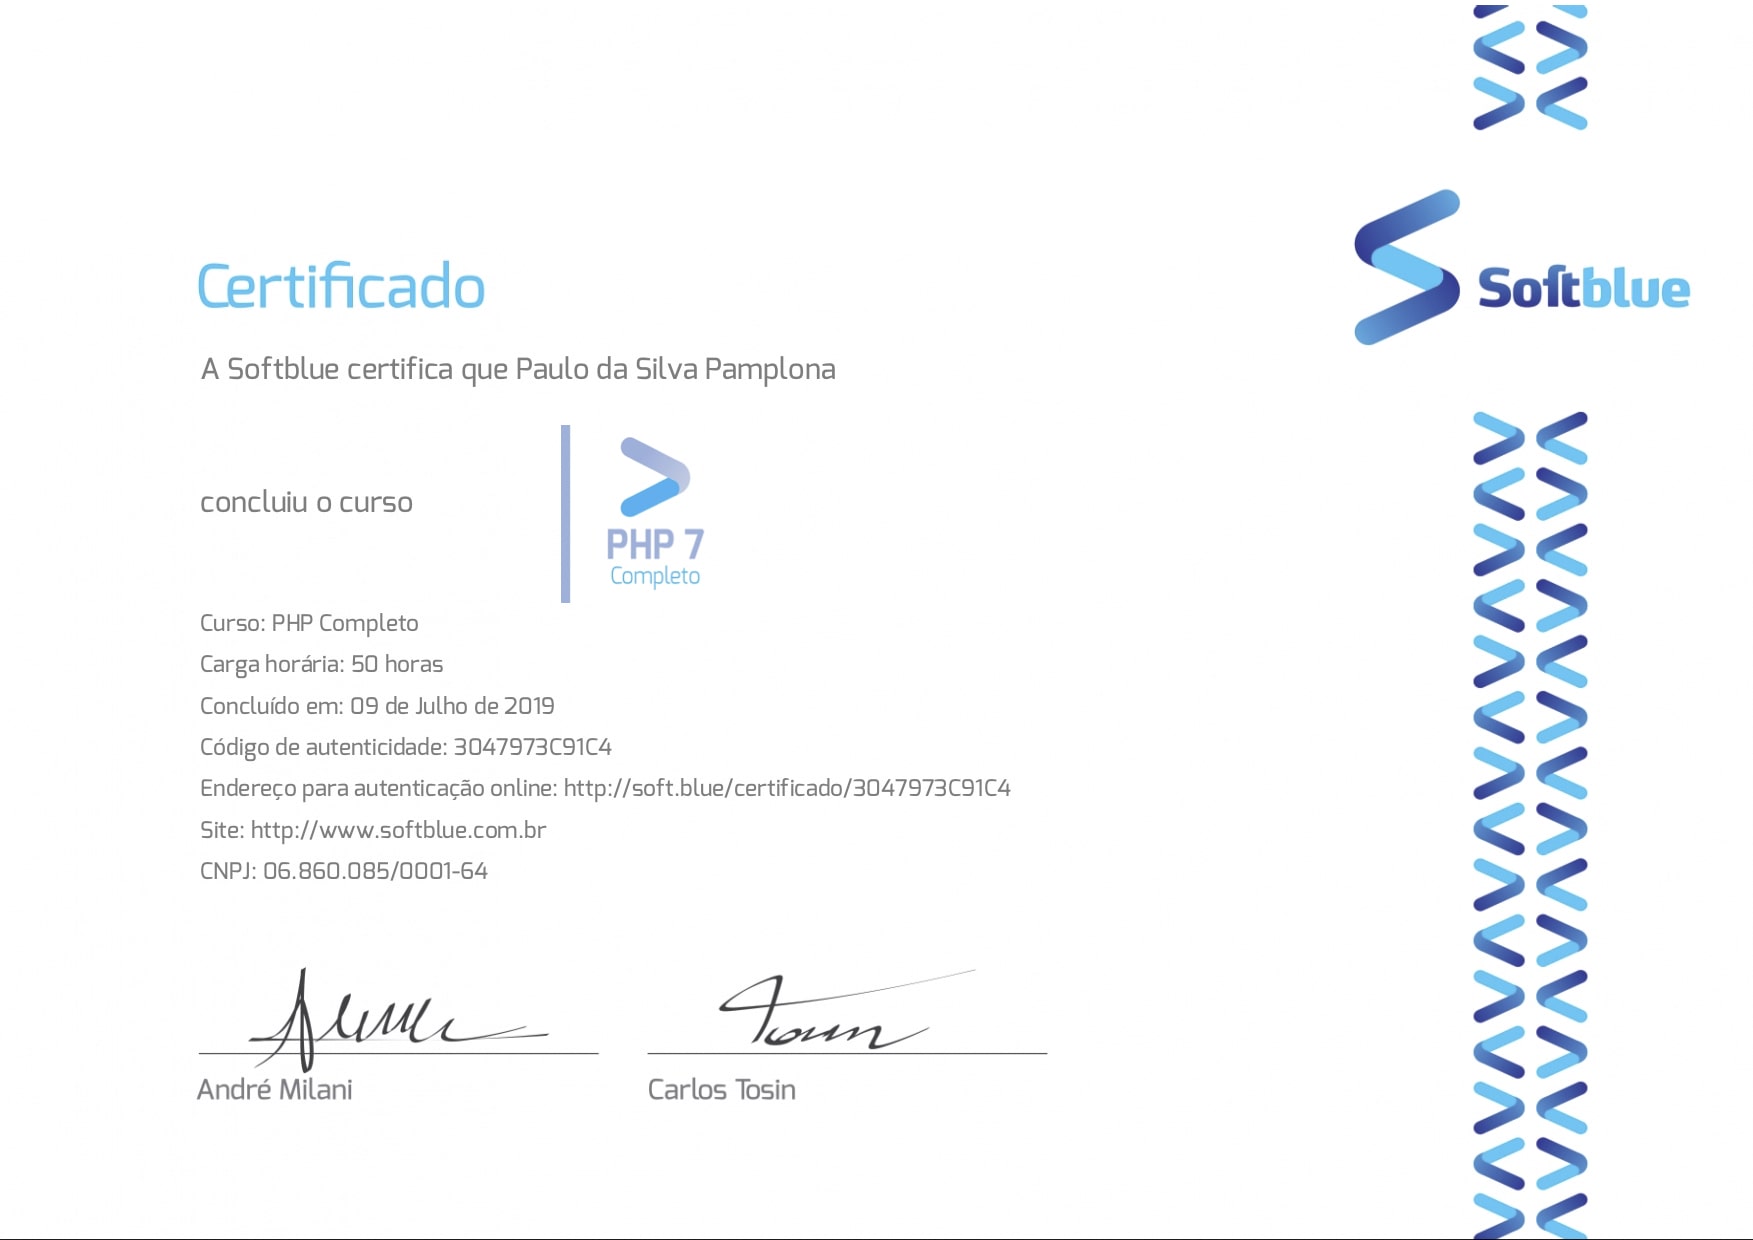 Softblue
Certificado
A Softblue certifica que Paulo da Silva Pamplona
concluiu o curso
PHP 7
Completo
Curso: PHP Completo
Carga horária: 50 horas
Concluído em: 09 de Julho de 2019
Código de autenticidade: 3047973C91C4
Endereço para autenticação online: http://soft.blue/certificado/3047973C91C4
Site: http://www.softblue.com.br
CNPJ: 06.860.085/0001-64
André Milani
Carlos Tosin